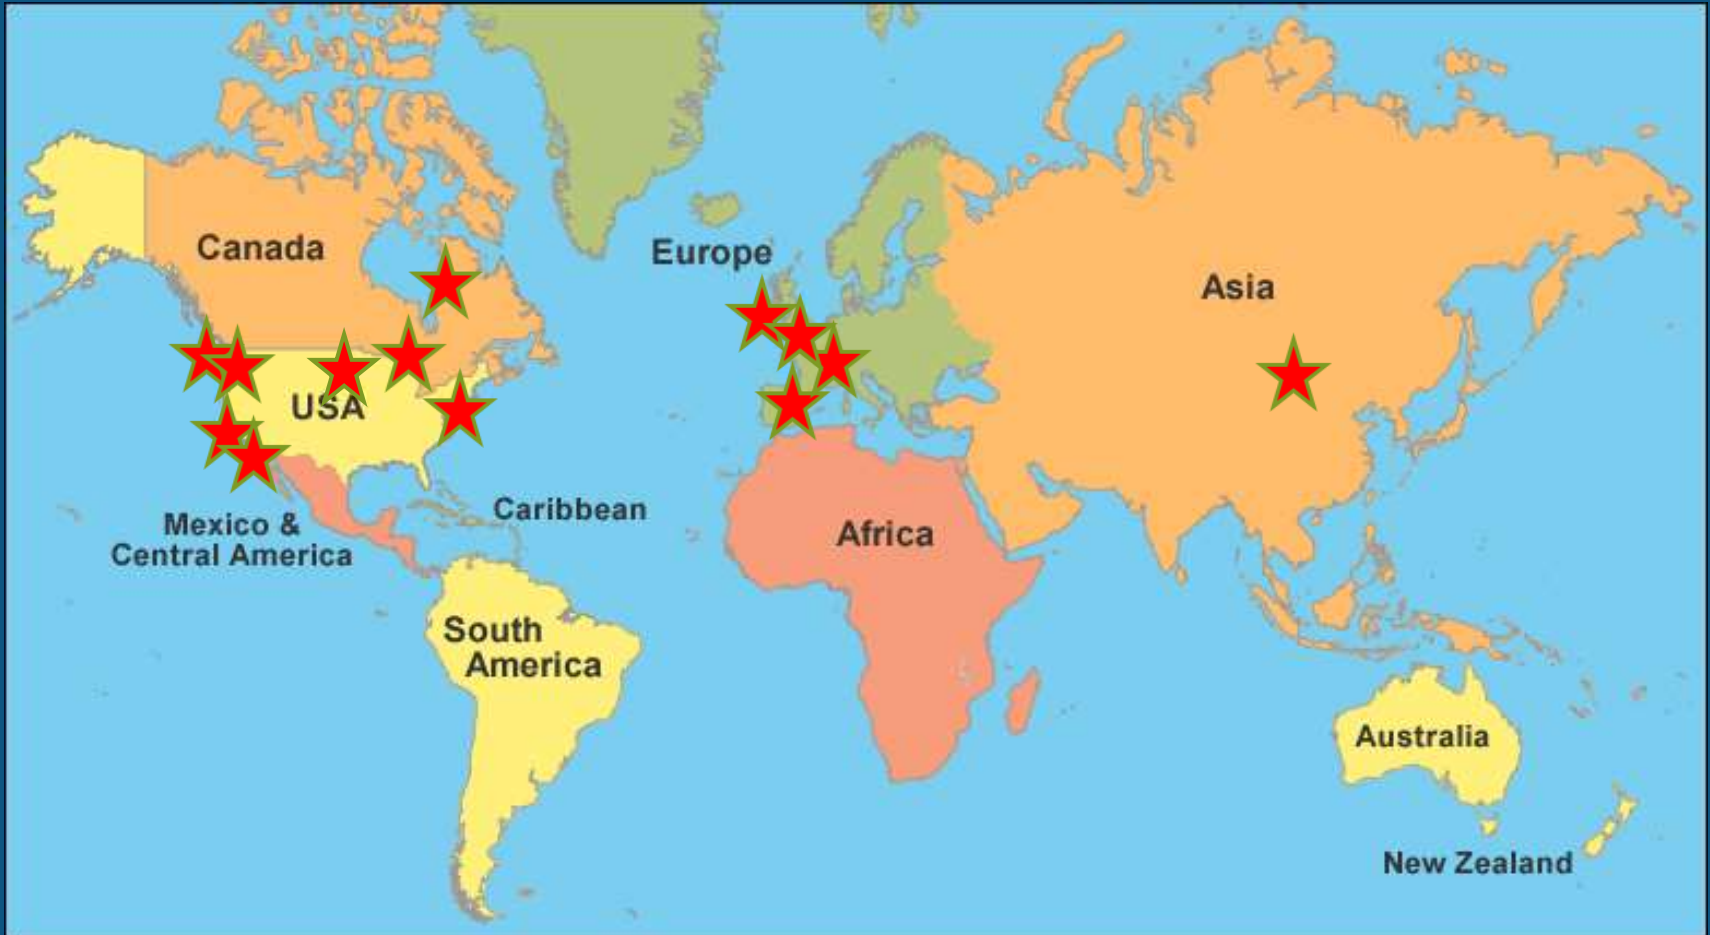 Canada
Europe
Asia
USA
Caribbean
Mexico &
Central America
Africa
South
America
Australia
New Zealand